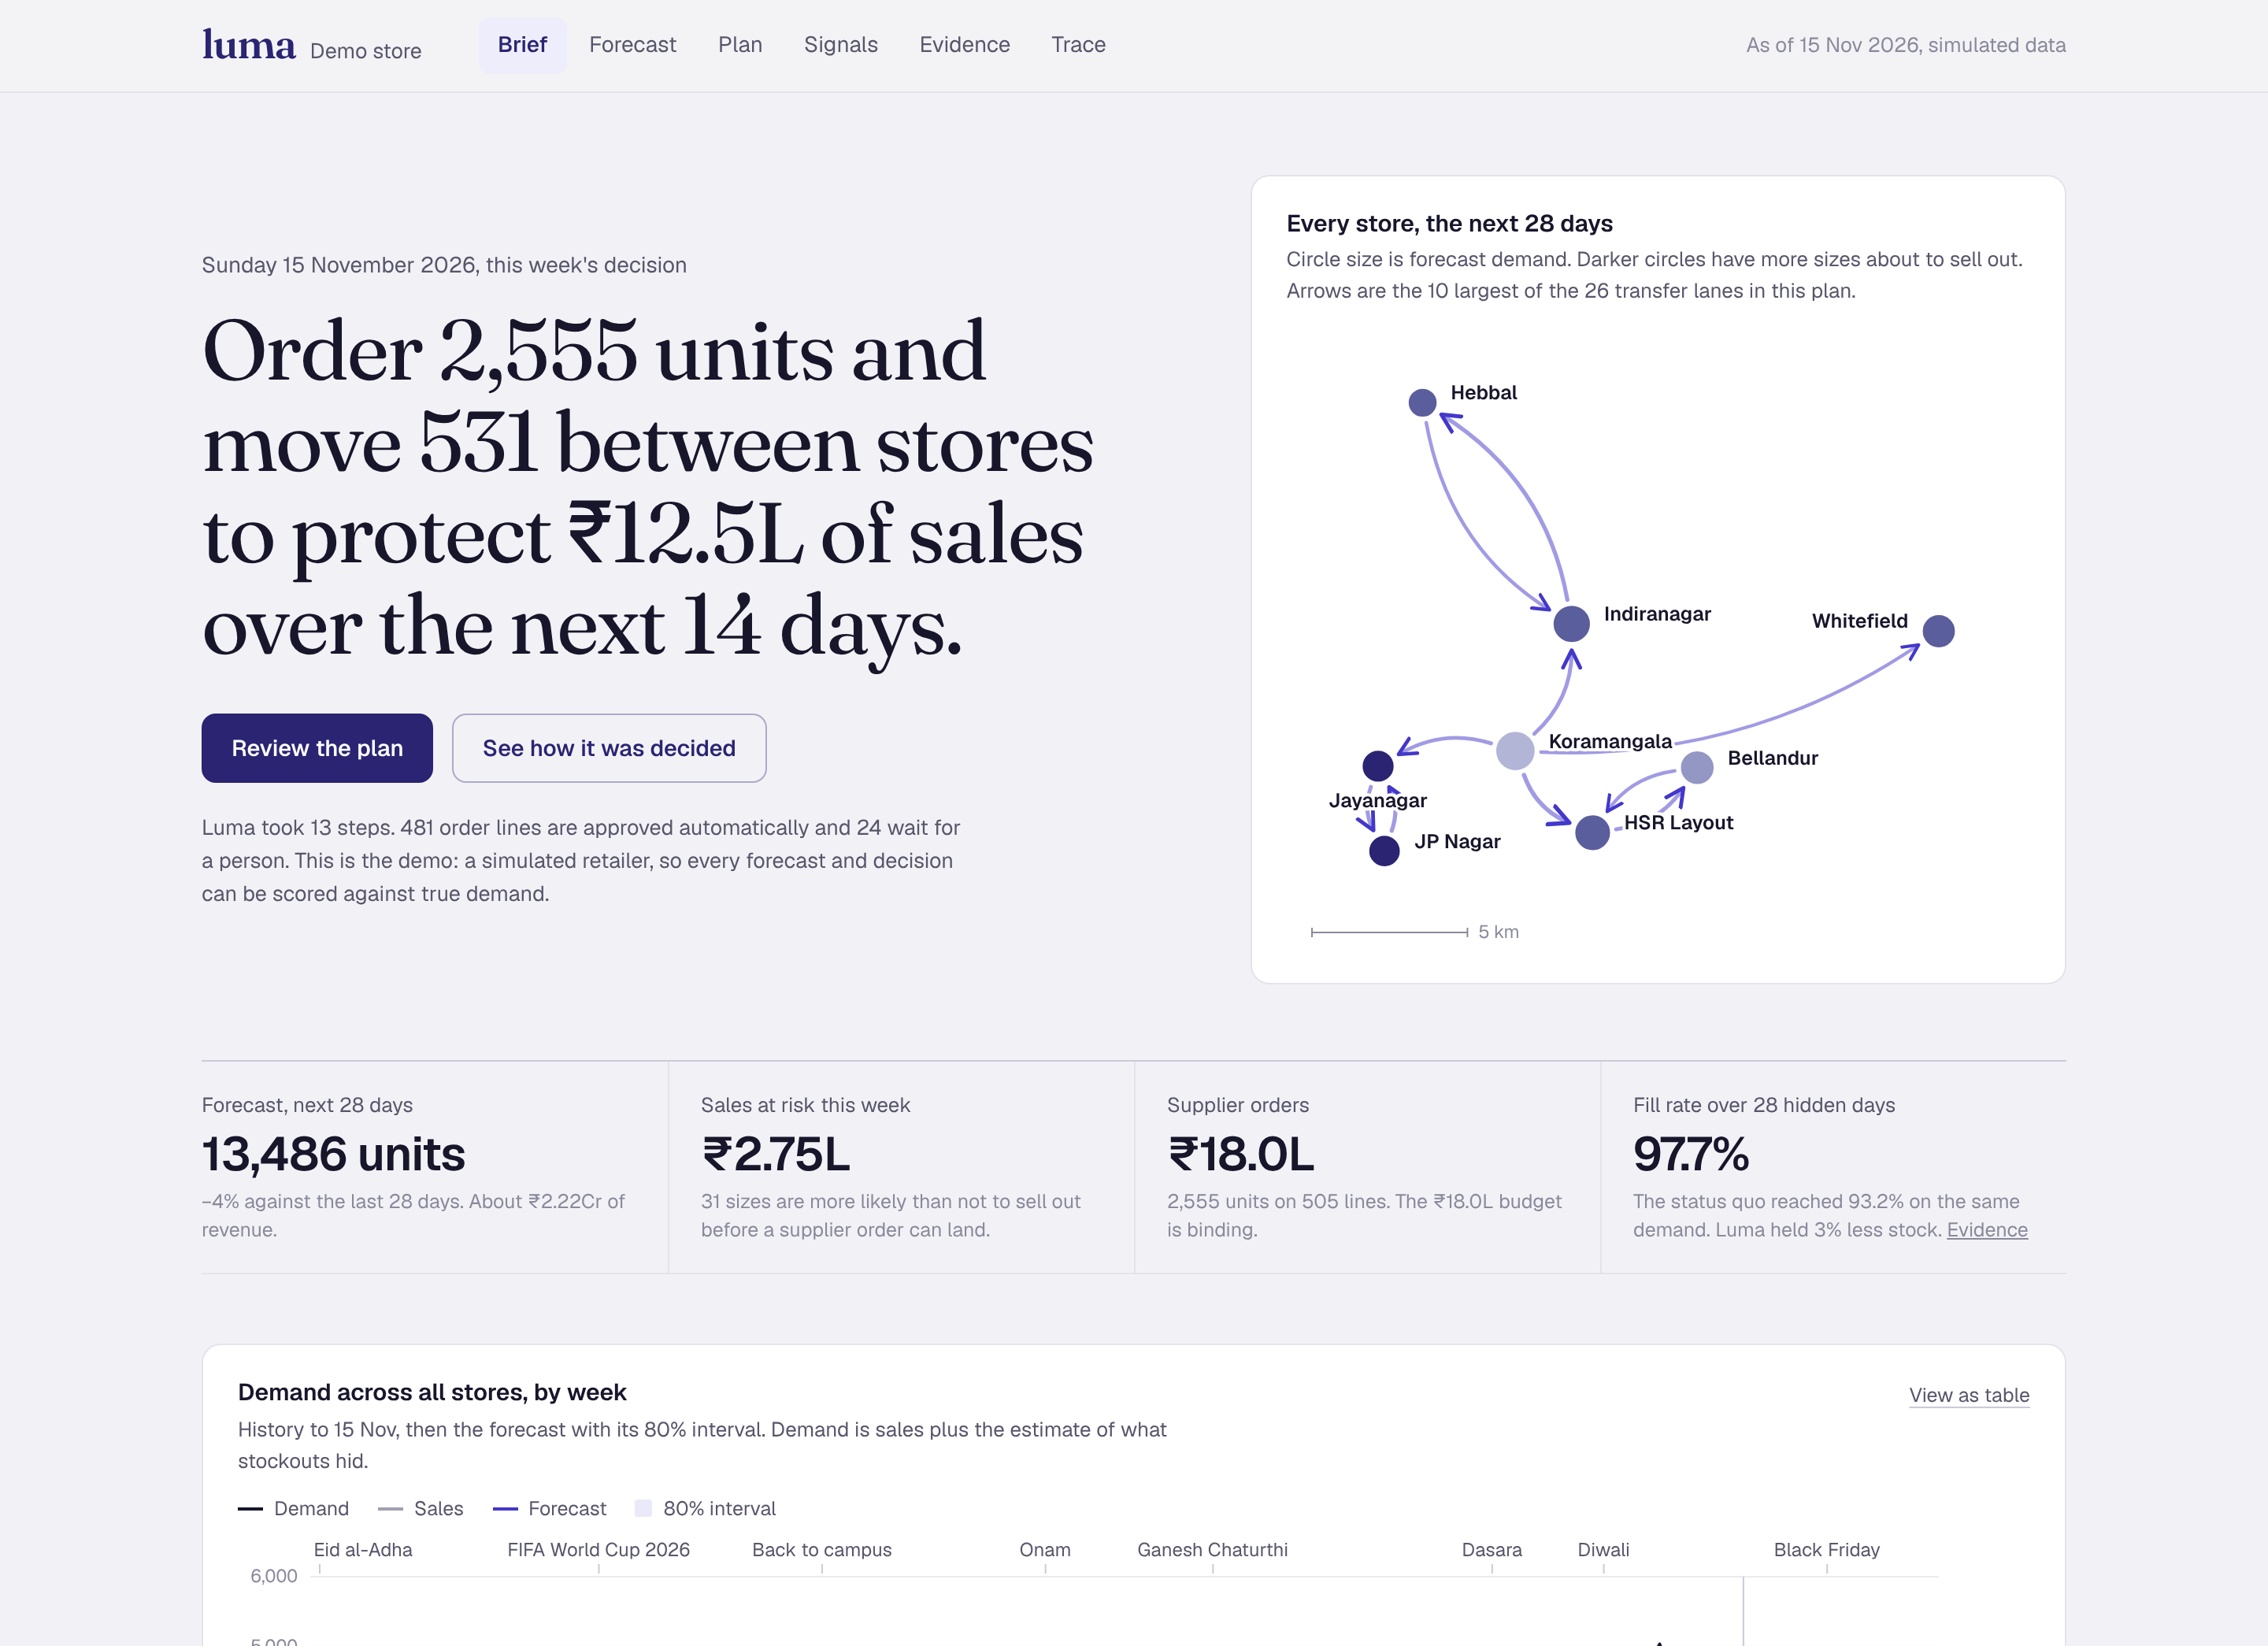 luma Demo store Brief Forecast Plan Signals Evidence Trace As of 15 Nov 2026, simulated data
Sunday 15 November 2026, this week's decision
Order 2,555 units and
move 531 between stores
to protect ₹12.5L of sales
over the next 14 days.
Review the plan See how it was decided
Luma took 13 steps. 481 order lines are approved automatically and 24 wait for
a person. This is the demo: a simulated retailer, so every forecast and decision
can be scored against true demand.
Every store, the next 28 days
Circle size is forecast demand. Darker circles have more sizes about to sell out.
Arrows are the 10 largest of the 26 transfer lanes in this plan.
Hebbal
Indiranagar
Whitefield
Koramangala
Bellandur
Jayanagar
HSR Layout
JP Nagar
5 km
Forecast, next 28 days
13,486 units
−4% against the last 28 days. About ₹2.22Cr of
revenue.
Sales at risk this week
₹2.75L
31 sizes are more likely than not to sell out
before a supplier order can land.
Supplier orders
₹18.0L
2,555 units on 505 lines. The ₹18.0L budget
is binding.
Fill rate over 28 hidden days
97.7%
The status quo reached 93.2% on the same
demand. Luma held 3% less stock. Evidence
Demand across all stores, by week
View as table
History to 15 Nov, then the forecast with its 80% interval. Demand is sales plus the estimate of what
stockouts hid.
Demand Sales Forecast 80% interval
Eid al-Adha FIFA World Cup 2026 Back to campus Onam Ganesh Chaturthi Dasara Diwali Black Friday
6,000
5,000